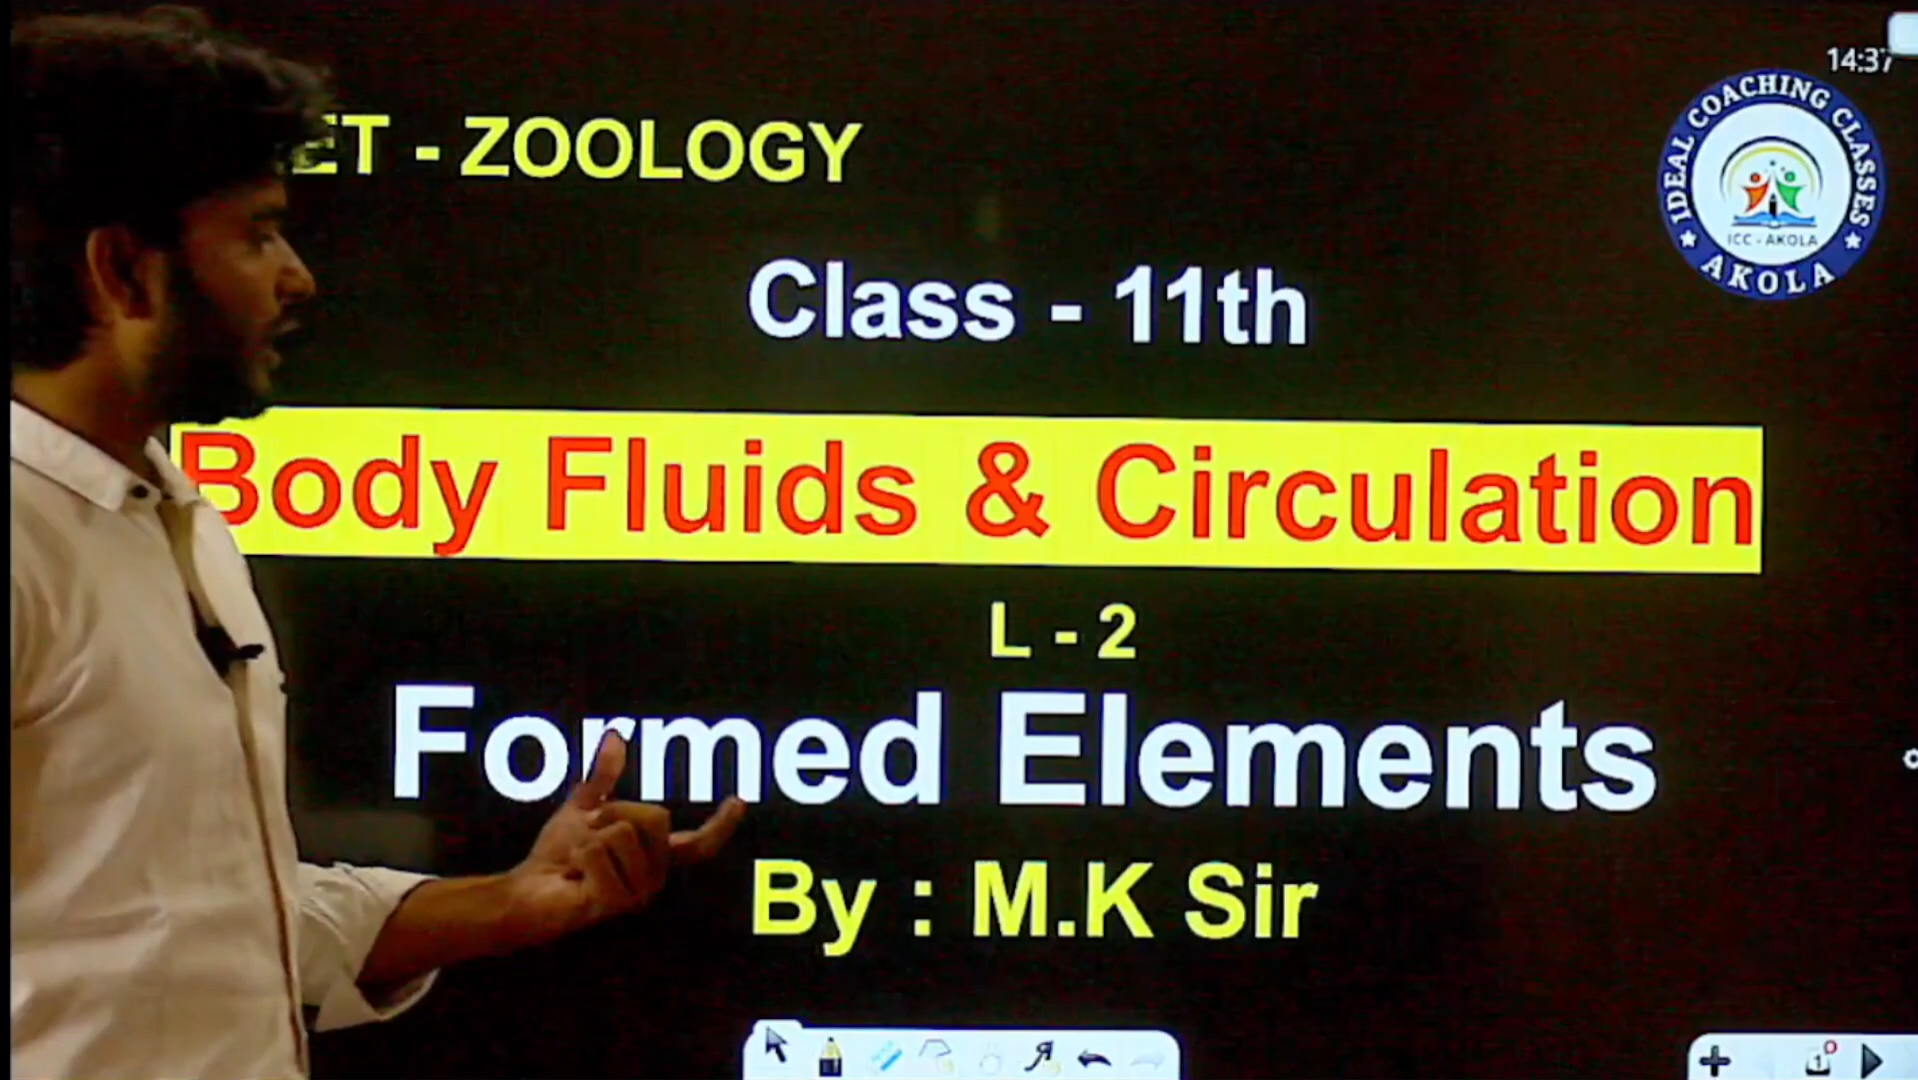 14:37
IDEAL COACHING CLASSES
ICC - AKOLA
AKOLA
ET - ZOOLOGY
Class - 11th
Body Fluids & Circulation
L - 2
Formed Elements
By : M.K Sir
1